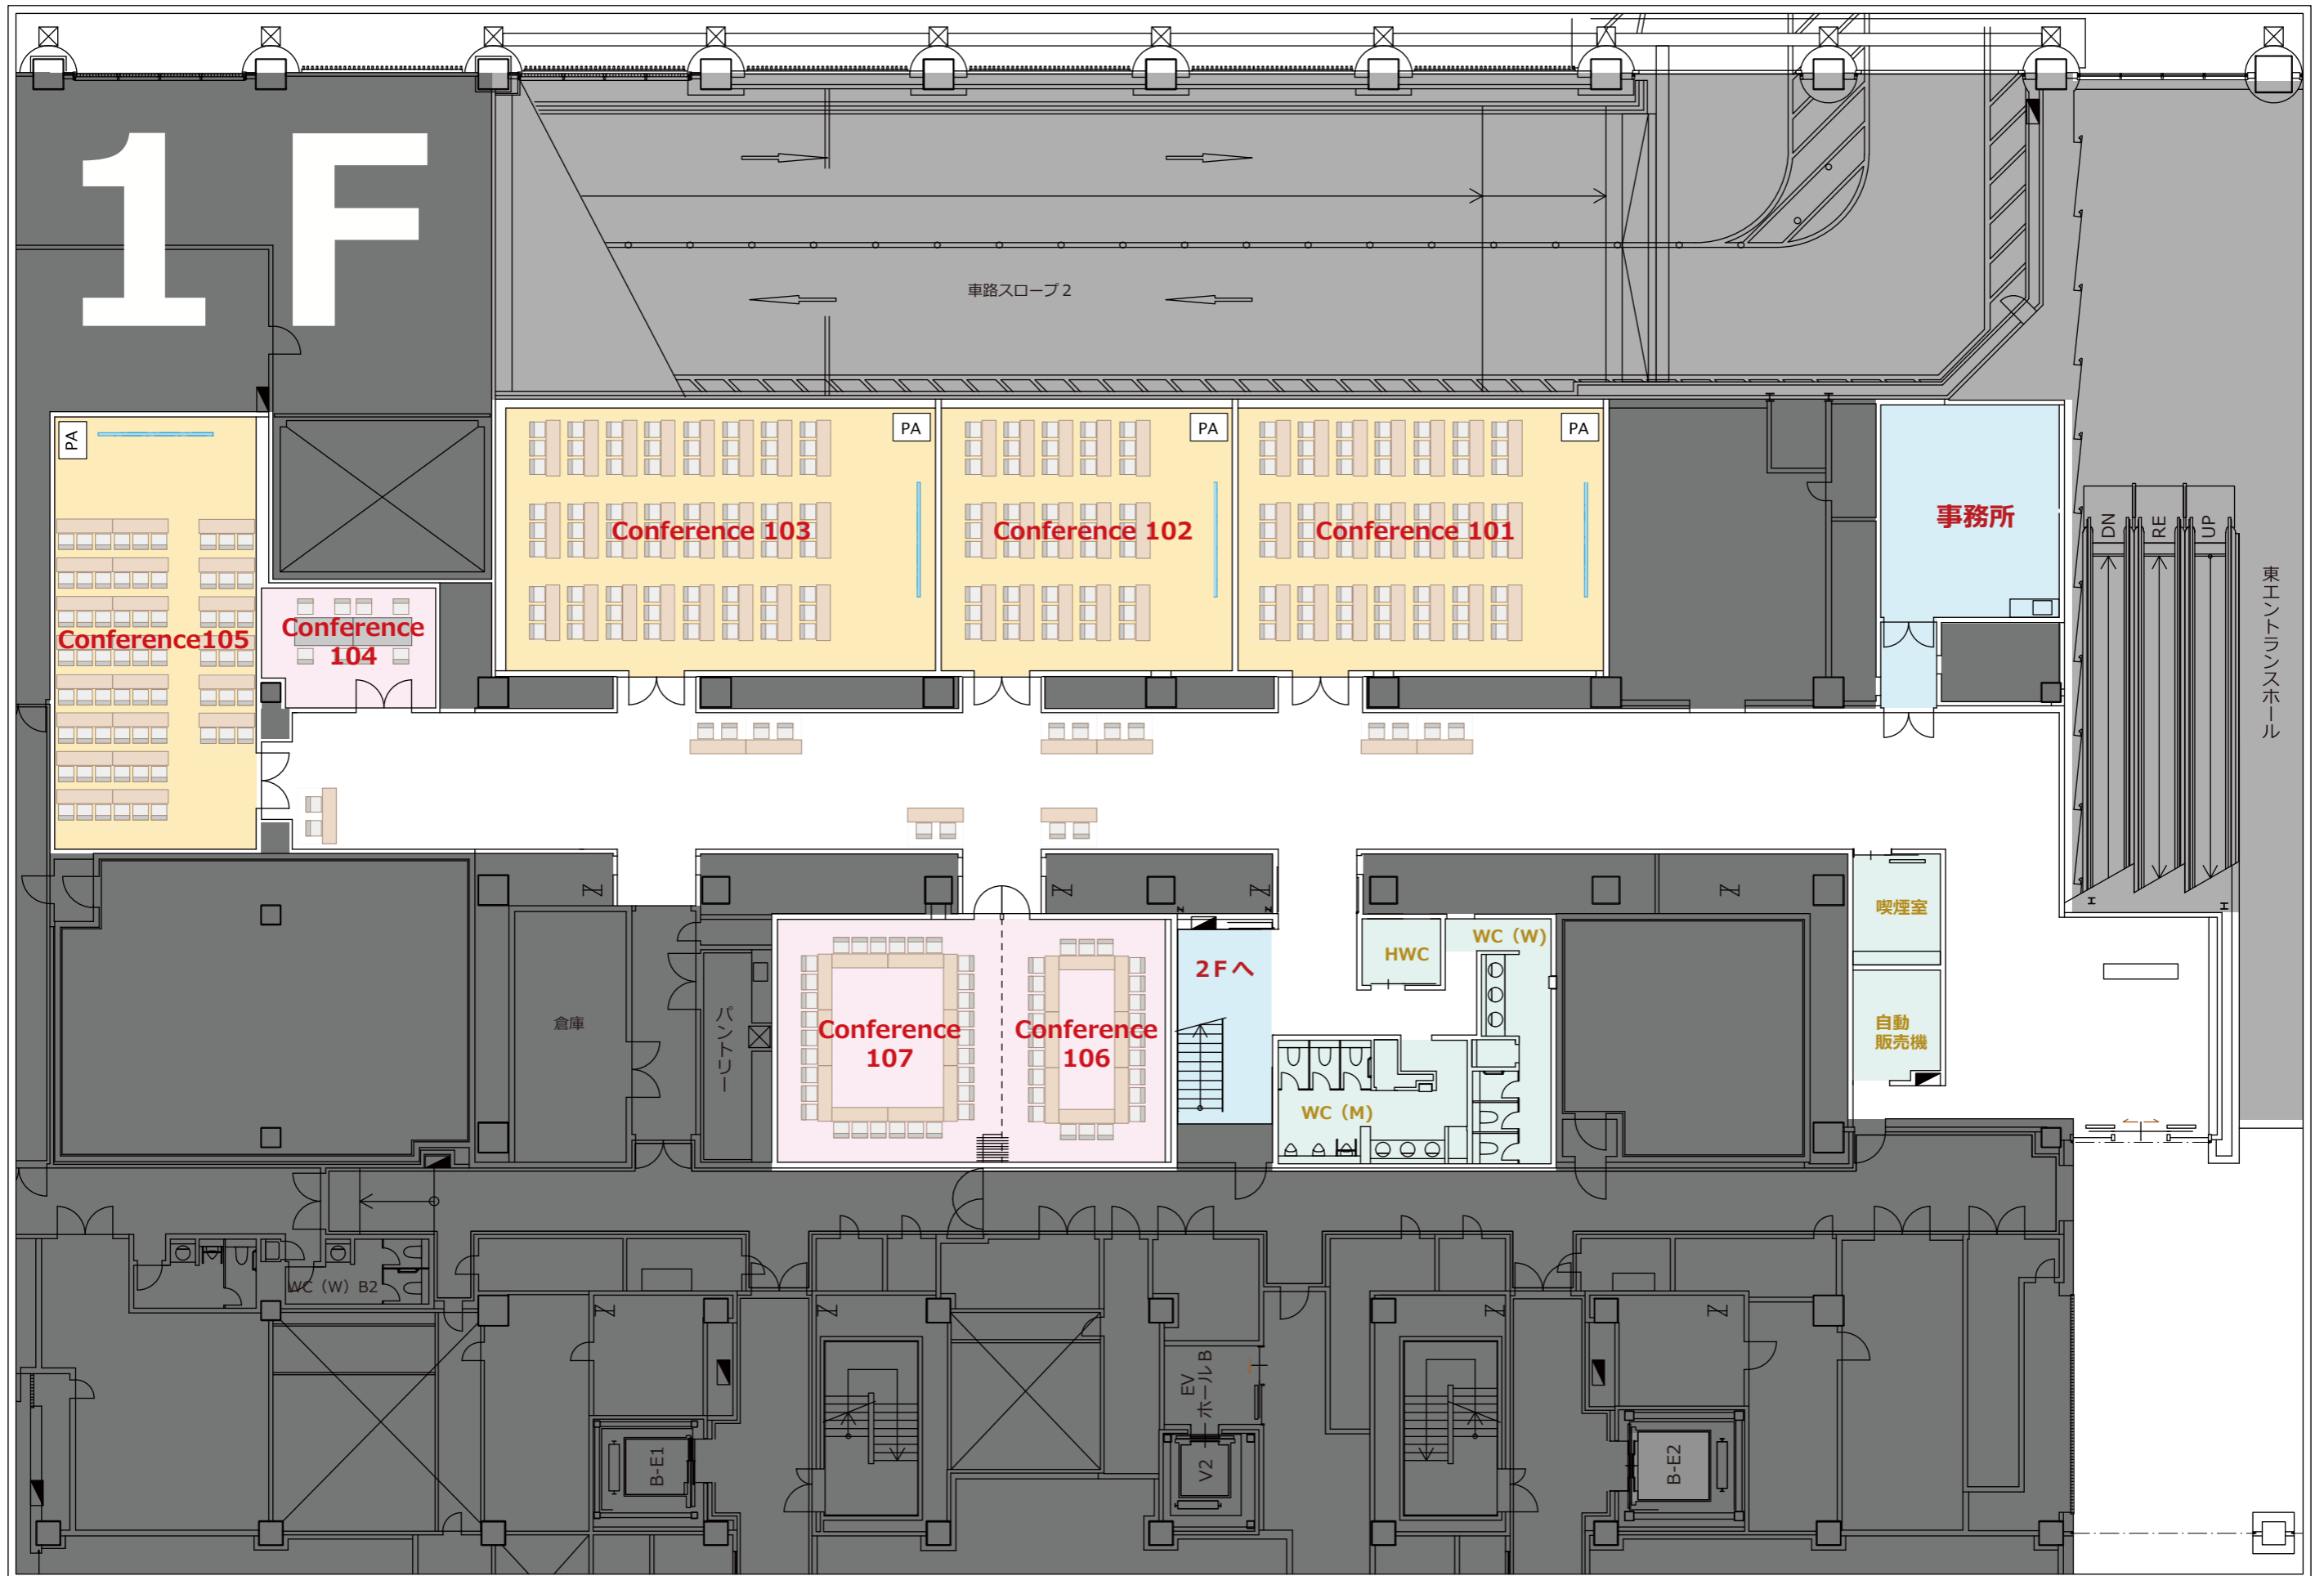 1F
車路スロープ2
PA
PA
PA
PA
Conference 103
Conference 102
Conference 101
事務所
DN
RE
UP
東エントランスホール
Conference105
Conference
104
喫煙室
HWC
WC（W)
2Fへ
倉庫
パントリー
Conference
107
Conference
106
自動
販売機
WC（M)
WC（W）B2
EV
ホールB
B-E1
V2
B-E2